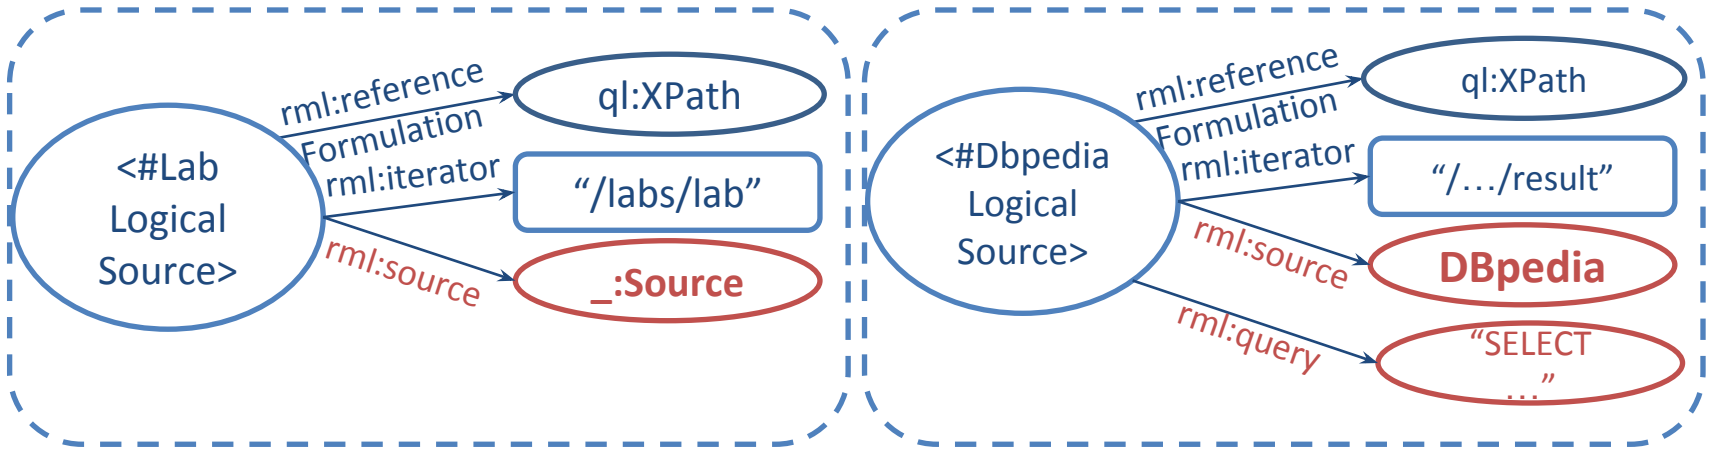 rml:reference
Formulation
ql:XPath
<#Lab
Logical
Source>
rml:iterator
“/labs/lab”
rml:source
_:Source
rml:reference
Formulation
ql:XPath
<#Dbpedia
Logical
Source>
rml:iterator
“/…/result”
rml:source
DBpedia
rml:query
“SELECT
…”